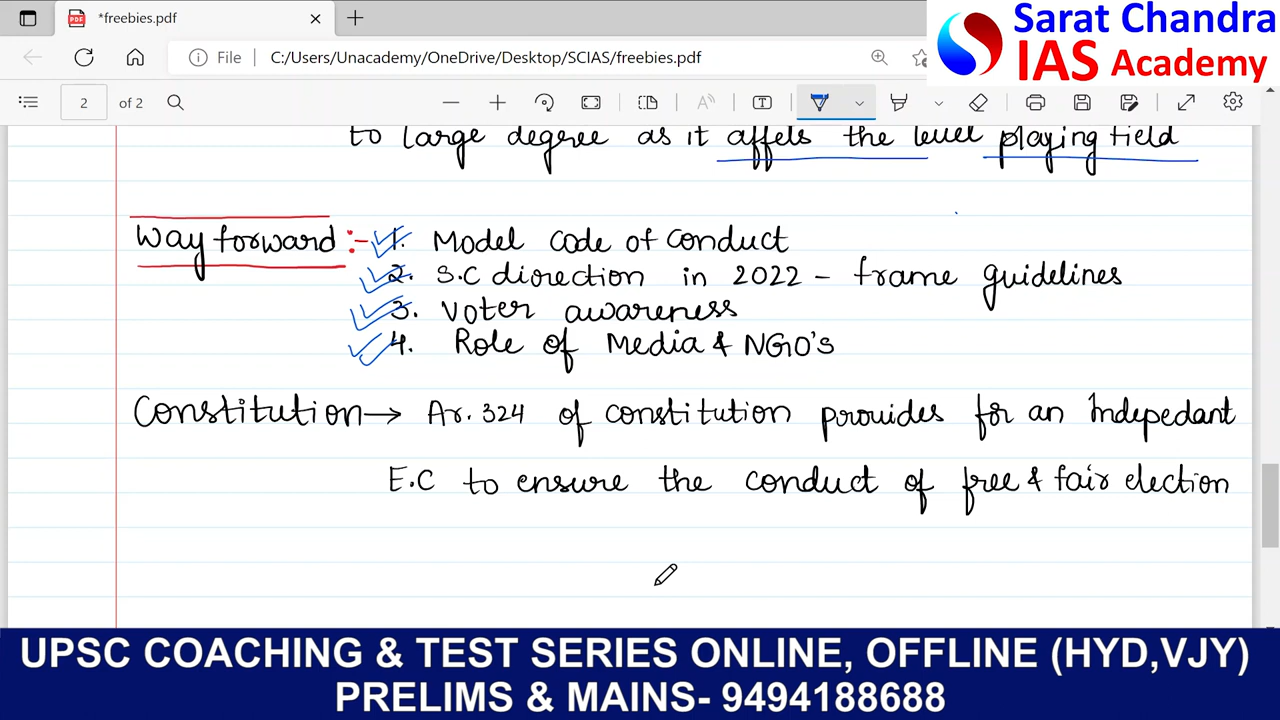 *freebies.pdf
Sarat Chandra
IAS Academy
File
C:/Users/Unacademy/OneDrive/Desktop/SCIAS/freebies.pdf
2 of 2
to large degree as it affels the level playing field
Way forward :- 1. Model Code of Conduct
2. S.C direction in 2022 - frame guidelines
3. Voter awareness
4. Role of Media & NGO's
Constitution → Ar. 324 of constitution provides for an Indepedant
E.C to ensure the conduct of free & fair election
UPSC COACHING & TEST SERIES ONLINE, OFFLINE (HYD,VJY)
PRELIMS & MAINS- 9494188688